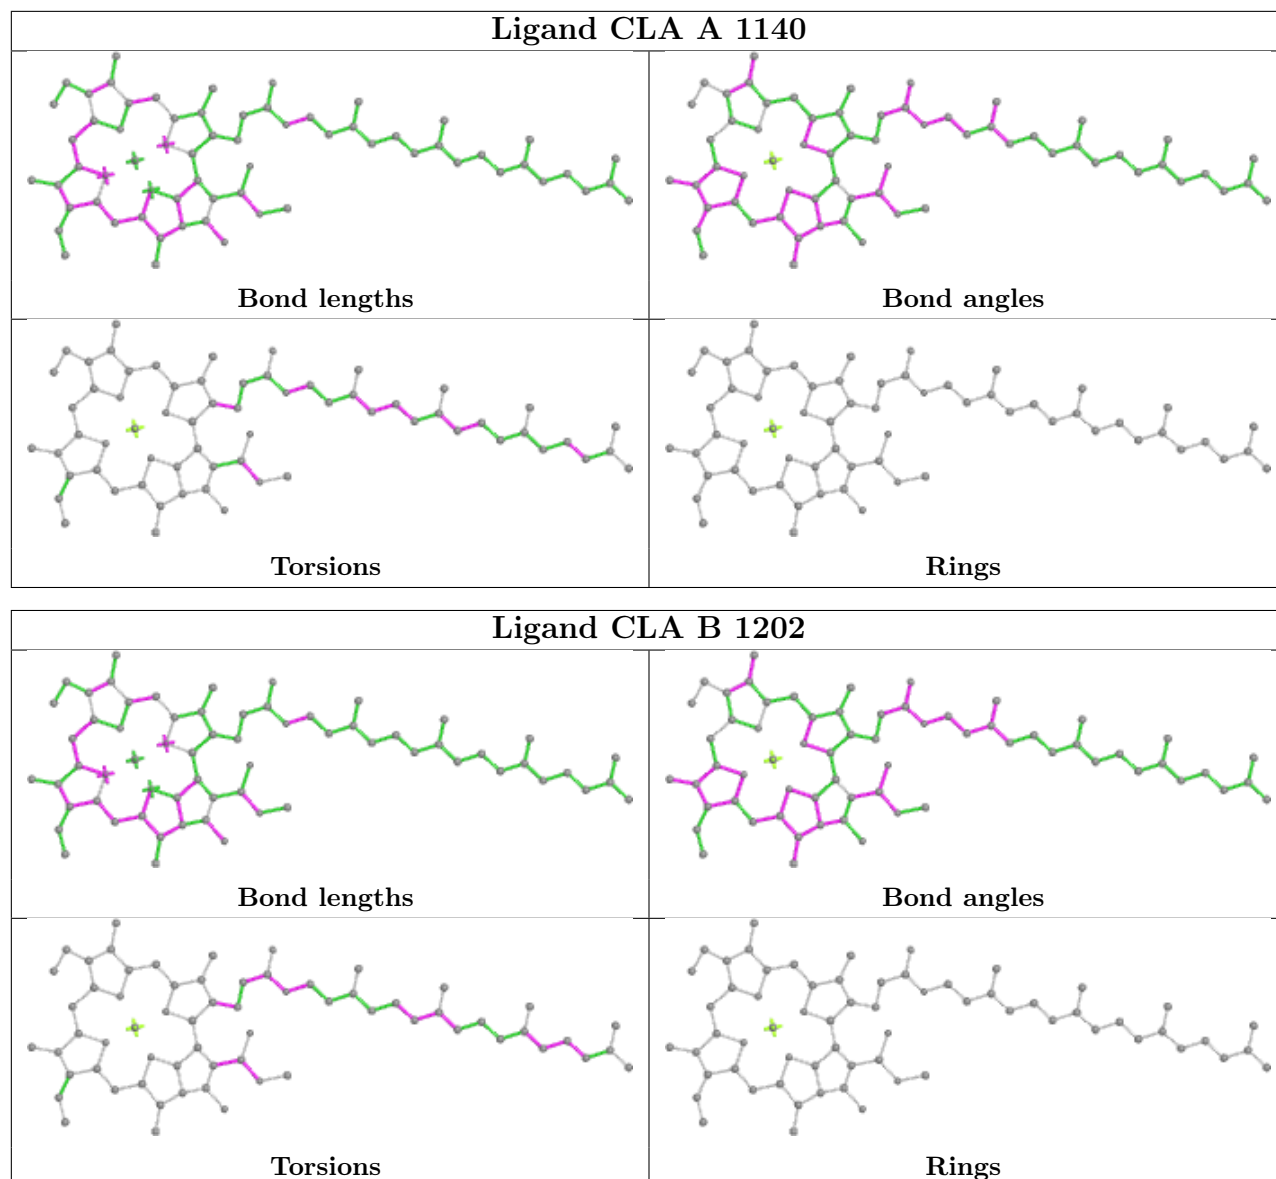 Ligand CLA A 1140
Bond lengths
Bond angles
Torsions
Rings
Ligand CLA B 1202
Bond lengths
Bond angles
Torsions
Rings